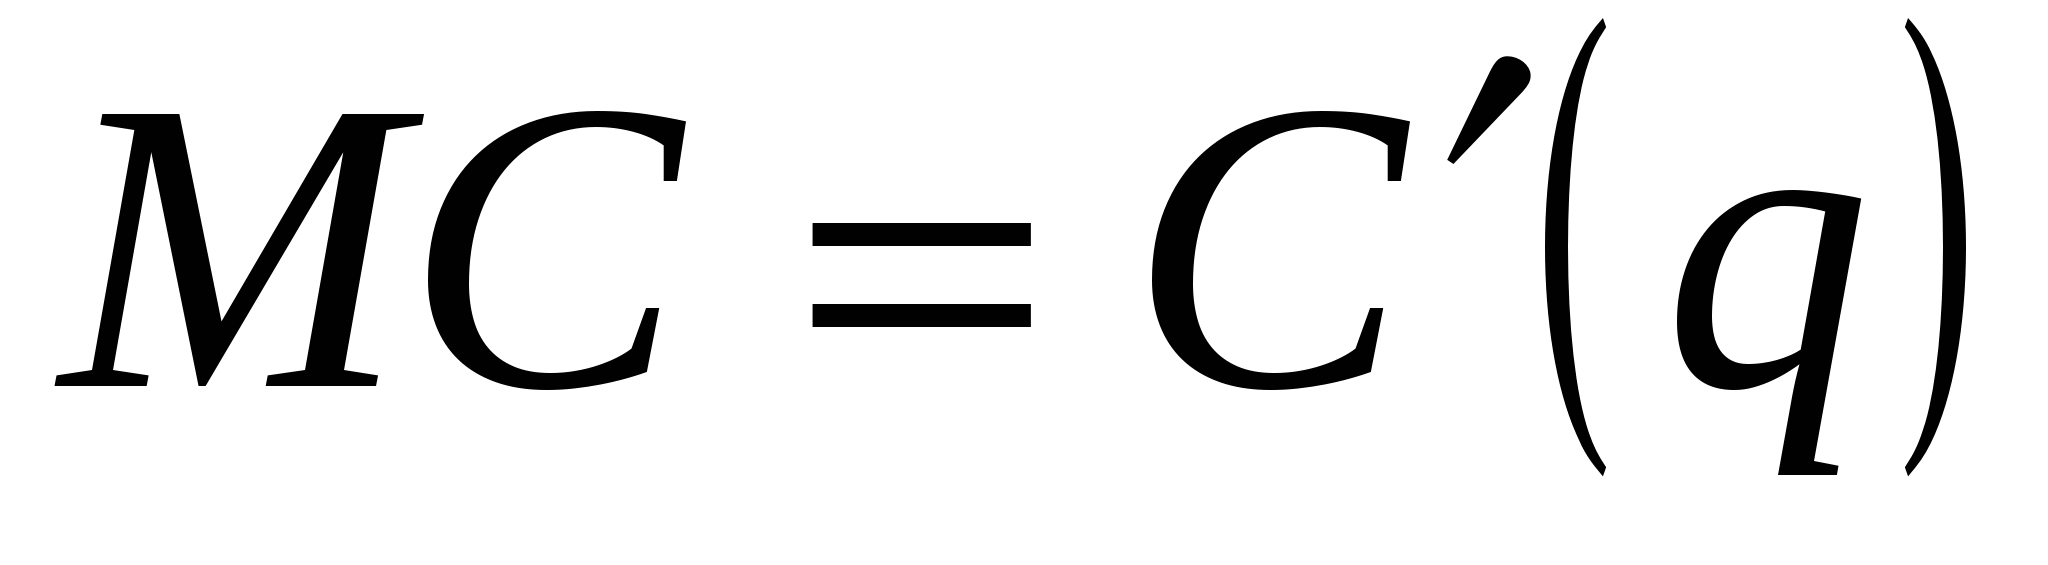 MC = C′(q)